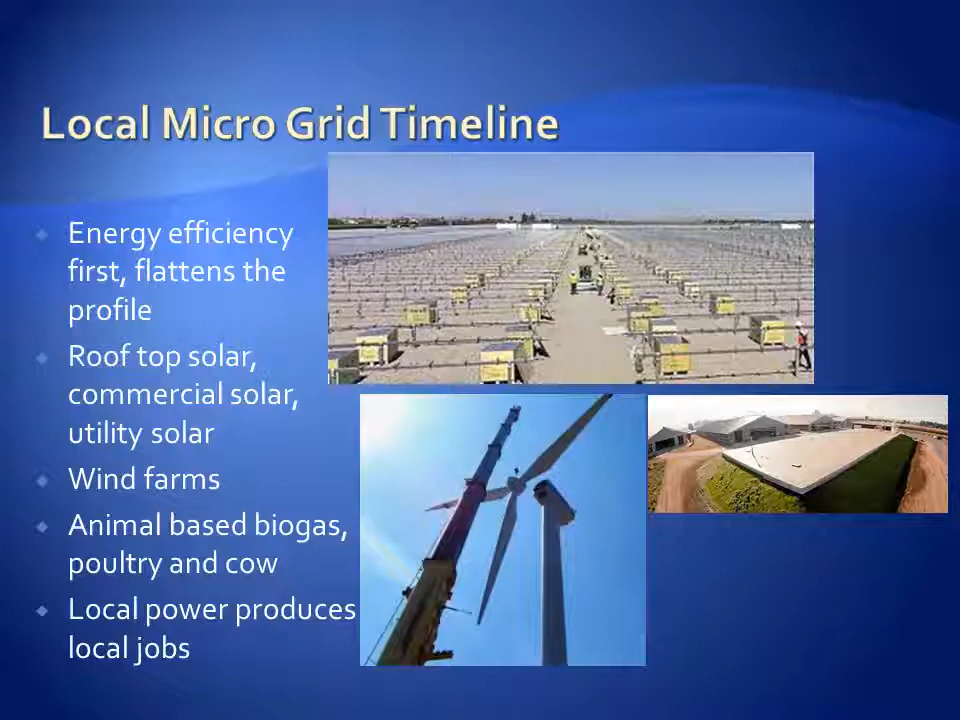 Local Micro Grid Timeline
Energy efficiency
first, flattens the
profile
Roof top solar,
commercial solar,
utility solar
Wind farms
Animal based biogas,
poultry and cow
Local power produces
local jobs